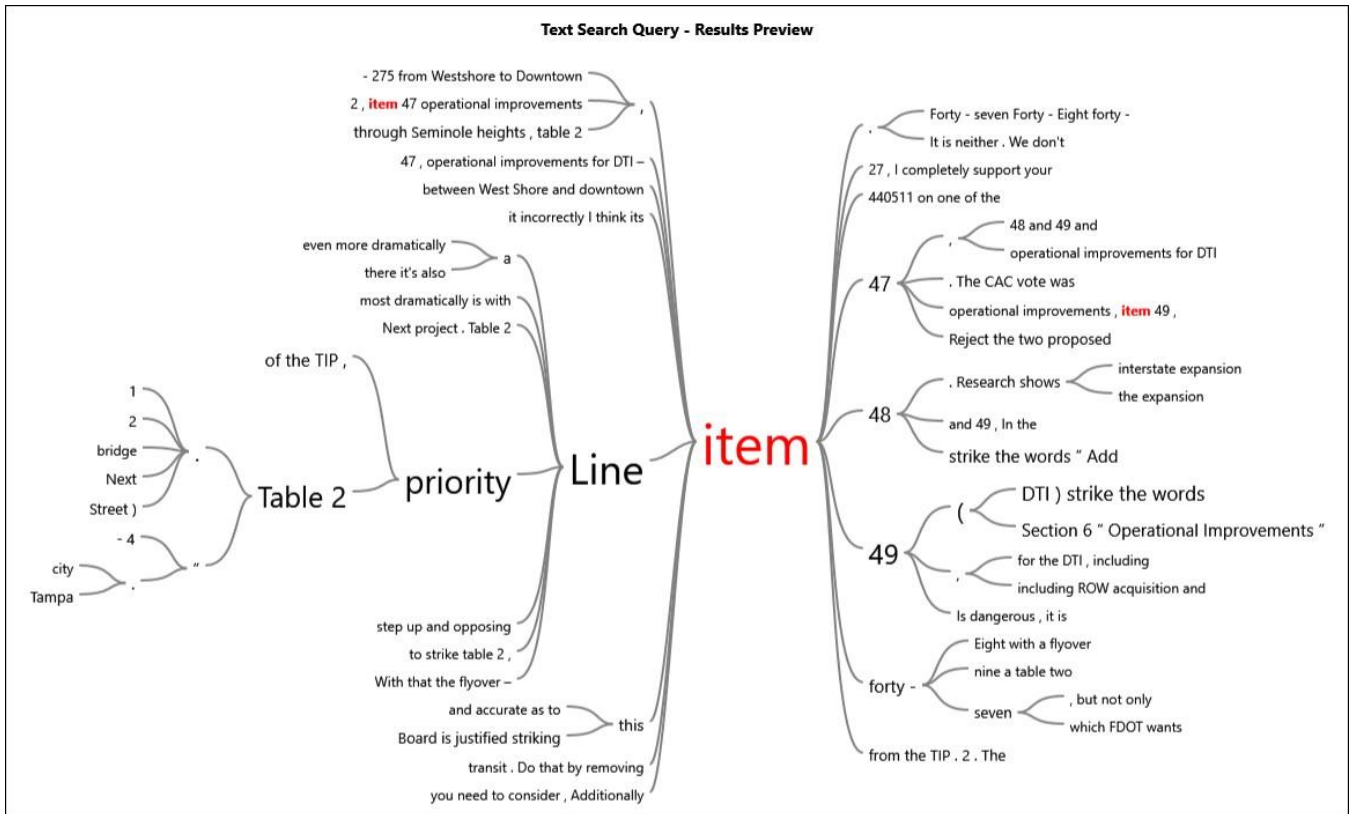 Text Search Query - Results Preview
- 275 from Westshore to Downtown
2 , item 47 operational improvements
through Seminole heights , table 2
,
47 , operational improvements for DTI –
between West Shore and downtown
it incorrectly I think its
even more dramatically
there it's also
a
most dramatically is with
Next project . Table 2
of the TIP ,
1
2
bridge
Next
Street )
.
- 4
city
Tampa
.
"
Table 2
priority
Line
step up and opposing
to strike table 2 ,
With that the flyover –
and accurate as to
Board is justified striking
this
transit . Do that by removing
you need to consider , Additionally
item
.
Forty - seven Forty - Eight forty -
It is neither . We don't
27 , I completely support your
440511 on one of the
47
,
48 and 49 and
operational improvements for DTI
. The CAC vote was
operational improvements , item 49 ,
Reject the two proposed
48
. Research shows
interstate expansion
the expansion
and 49 , In the
strike the words " Add
49
(
DTI ) strike the words
Section 6 " Operational Improvements "
,
for the DTI , including
including ROW acquisition and
Is dangerous , it is
forty -
Eight with a flyover
nine a table two
seven
, but not only
which FDOT wants
from the TIP . 2 . The